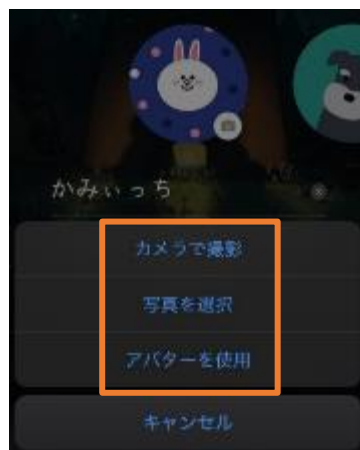 かみぃっち
カメラで撮影
写真を選択
アバターを使用
キャンセル